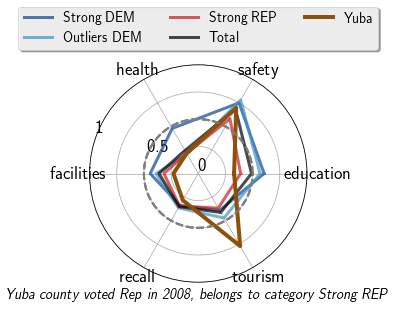 Strong DEM Strong REP Yuba
Outliers DEM Total
health safety
1
0.5
0
facilities education
recall tourism
Yuba county voted Rep in 2008, belongs to category Strong REP